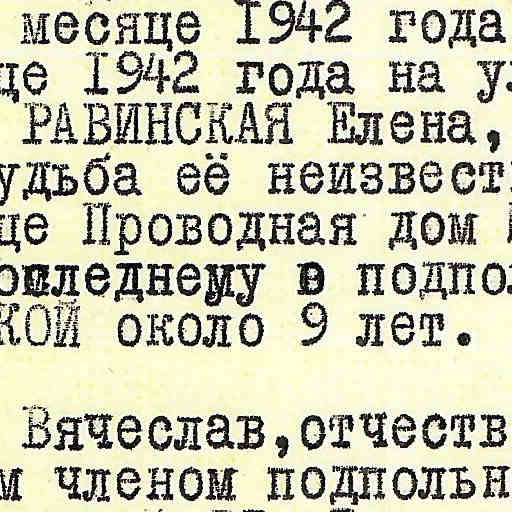 месяце 1942 года
це 1942 года на у
РАВИНСКАЯ Елена,
удьба её неизвест
це Проводная дом
последнему в подпо
КОЙ около 9 лет.
Вячеслав,отчеств
м членом подпольн